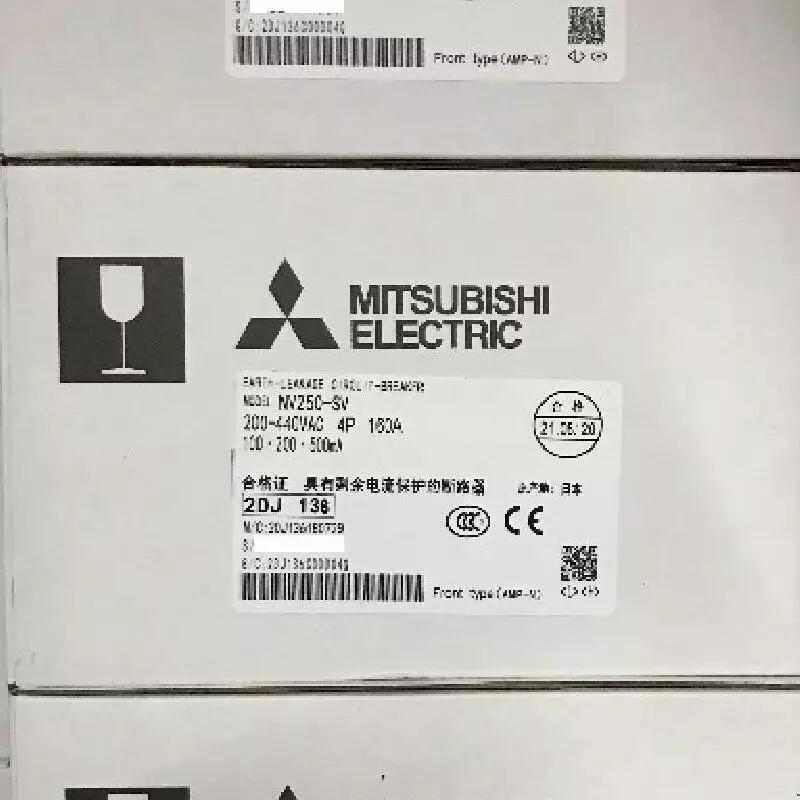 Front type(AMP-N)
MITSUBISHI
ELECTRIC
EARTH-LEAKAGE CIRCUIT-BREAKER
MODEL NV250-SV
200-440VAC 4P 160A
100・200・500mA
合格
21.05.20
合格证 具有剩余电流保护的断路器 原产地: 日本
2DJ 136
CCC CE
Front type(AMP-N)